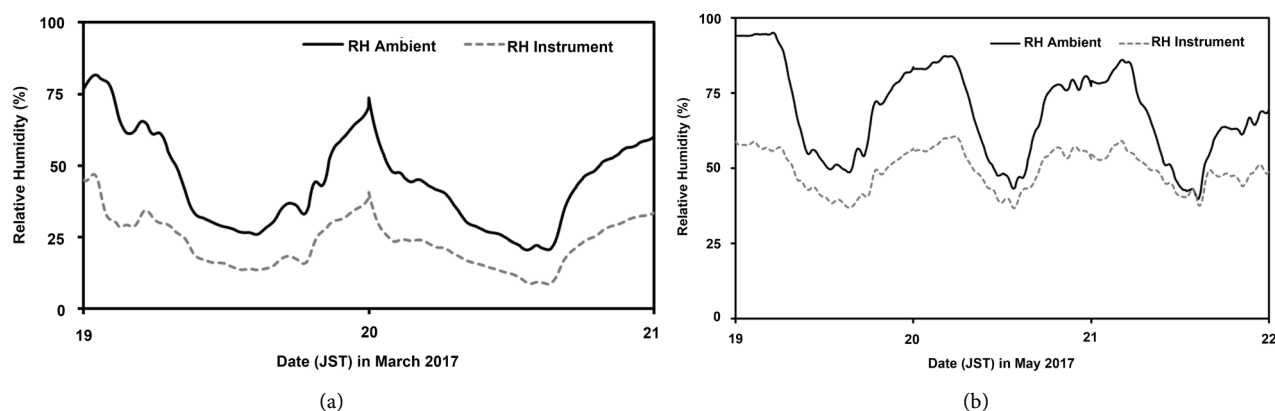 100
75
50
25
0
Relative Humidity (%)
RH Ambient
RH Instrument
19
20
21
Date (JST) in March 2017
(a)
100
75
50
25
0
Relative Humidity (%)
RH Ambient
RH Instrument
19
20
21
22
Date (JST) in May 2017
(b)